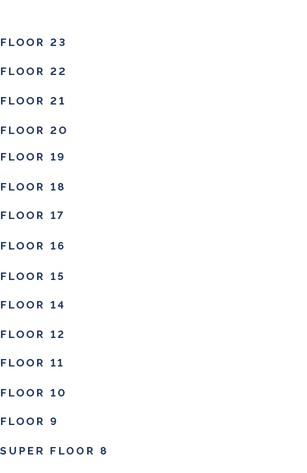 FLOOR 23
FLOOR 22
FLOOR 21
FLOOR 20
FLOOR 19
FLOOR 18
FLOOR 17
FLOOR 16
FLOOR 15
FLOOR 14
FLOOR 12
FLOOR 11
FLOOR 10
FLOOR 9
SUPER FLOOR 8